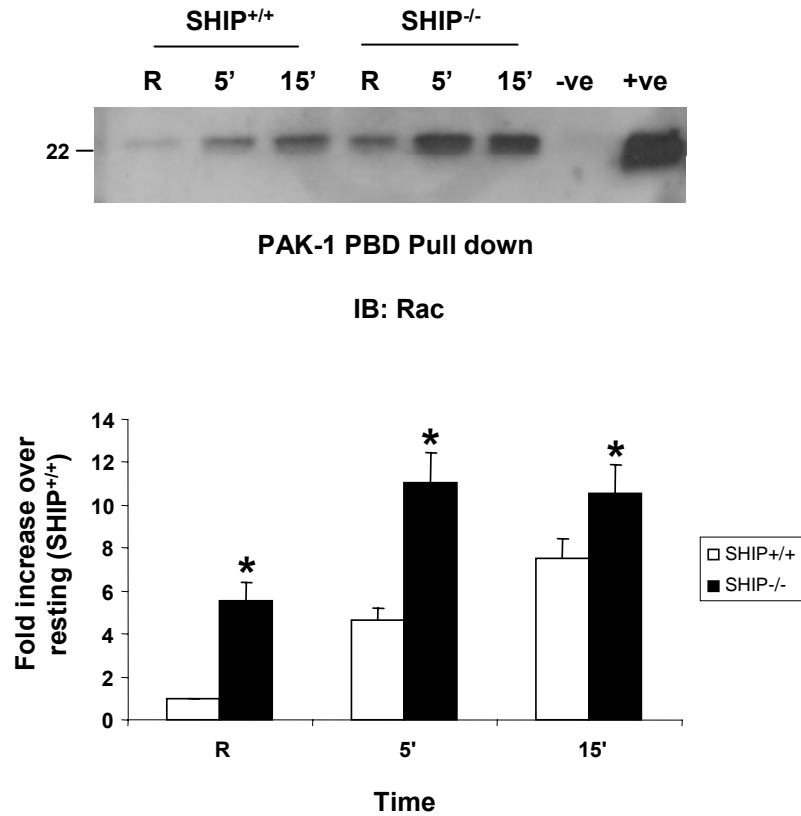 SHIP+/+ SHIP-/-
R 5’ 15’ R 5’ 15’ -ve +ve
22
PAK-1 PBD Pull down
IB: Rac
Fold increase over
resting (SHIP+/+)
14
12
10
8
6
4
2
0
* * *
R 5' 15'
Time
SHIP+/+
SHIP-/-